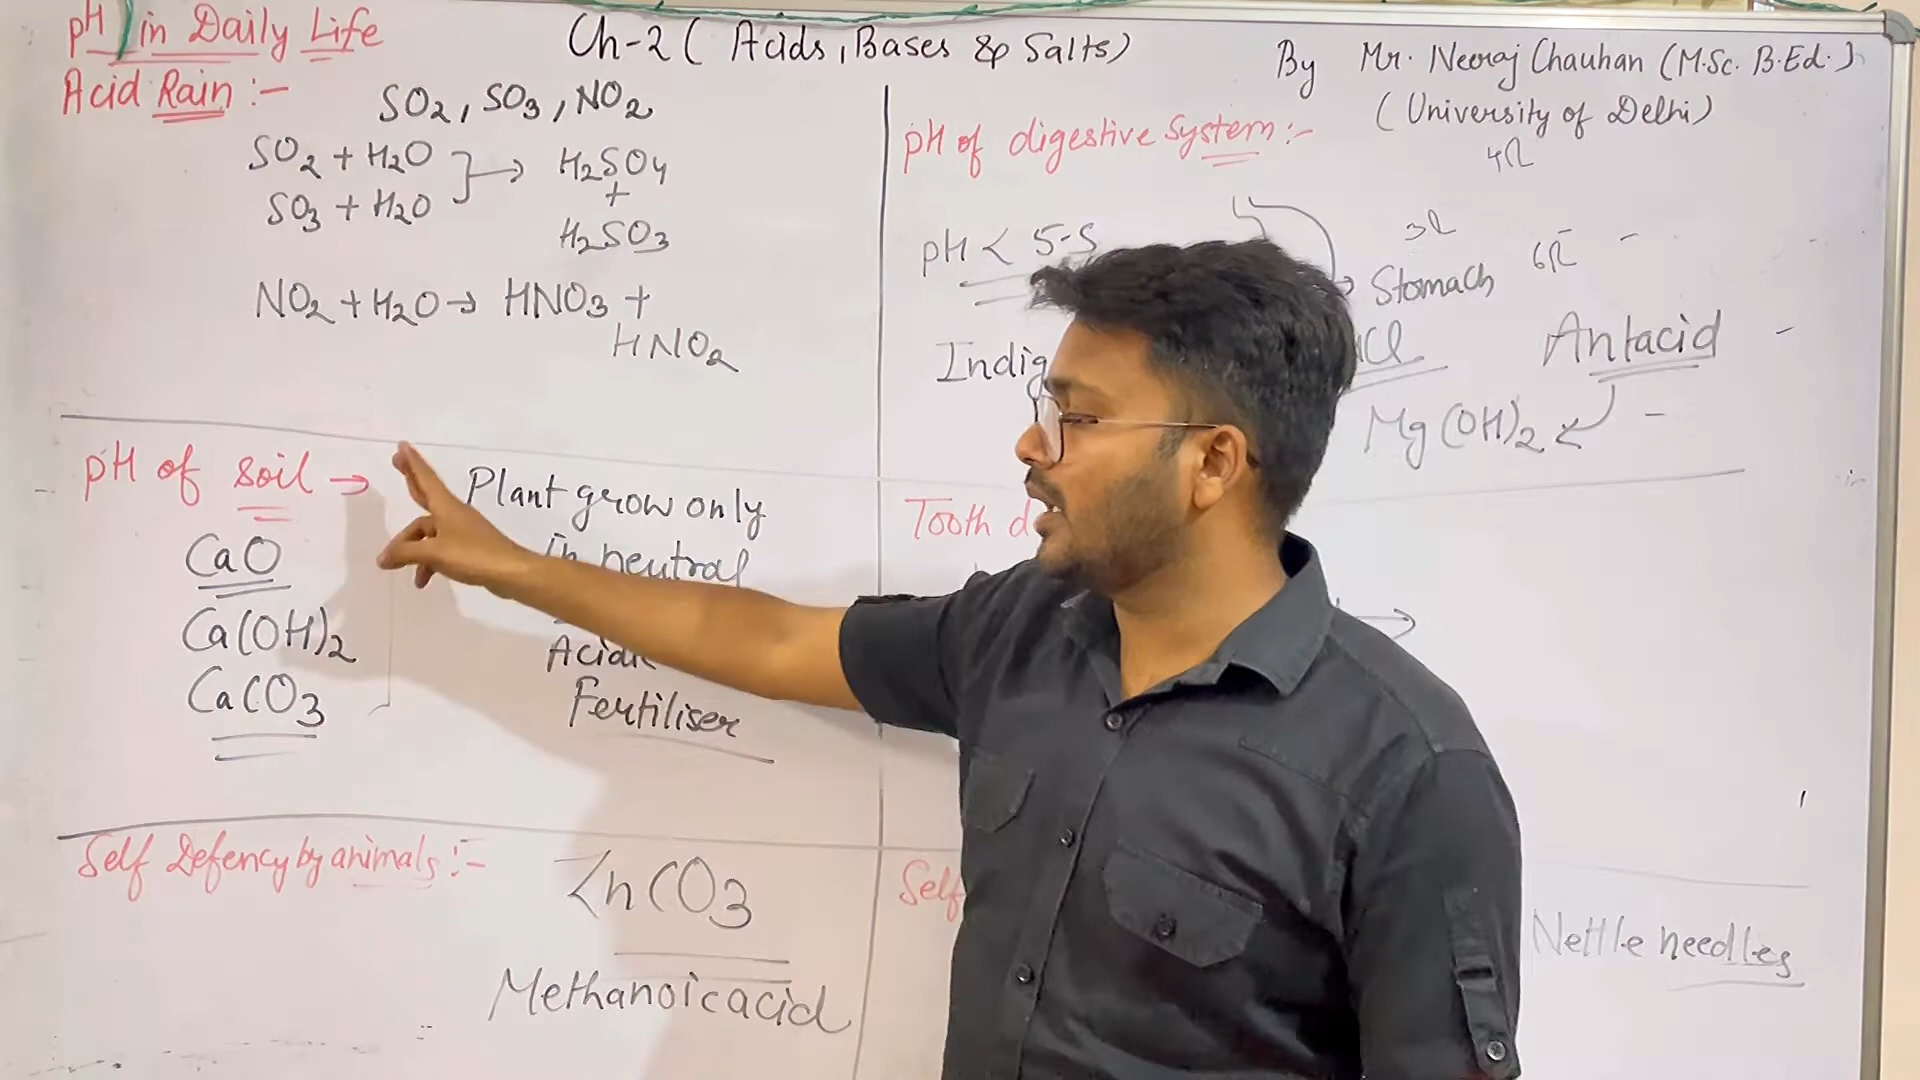 pH in Daily Life
Ch-2 ( Acids, Bases & Salts)
By Mr. Neeraj Chauhan (M.Sc. B.Ed.)
( University of Delhi)
Acid Rain :-
SO2, SO3, NO2
SO2 + H2O
SO3 + H2O
→ H2SO4
+
H2SO3
NO2 + H2O → HNO3 +
HNO2
pH of digestive system :-
pH < 5-5
Stomach
Antacid
Mg(OH)2
pH of soil →
CaO
Ca(OH)2
CaCO3
Plant grow only
in neutral
Fertiliser
Tooth
Self Defency by animals :-
ZnCO3
Methanoic acid
Self
Nettle needles